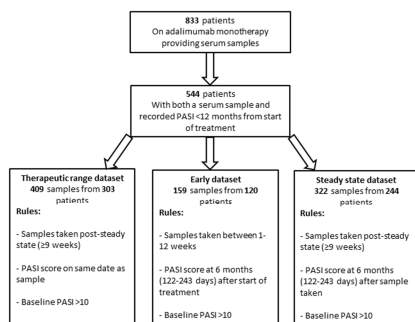 833
patients
On adalimumab monotherapy
providing serum samples
544
patients
With both a serum sample and
recorded PASI <12 months from start
of treatment
Therapeutic range dataset
409 samples from 303
patients
Rules:
- Samples taken post-steady
state (≥9 weeks)
- PASI score on same date as
sample
- Baseline PASI >10
Early dataset
159 samples from 120
patients
Rules:
- Samples taken between 1-
12 weeks
- PASI score at 6 months
(122-243 days) after start of
treatment
- Baseline PASI >10
Steady state dataset
322 samples from 244
patients
Rules:
- Samples taken post-steady
state (≥9 weeks)
- PASI score at 6 months
(122-243 days) after sample
taken
- Baseline PASI >10